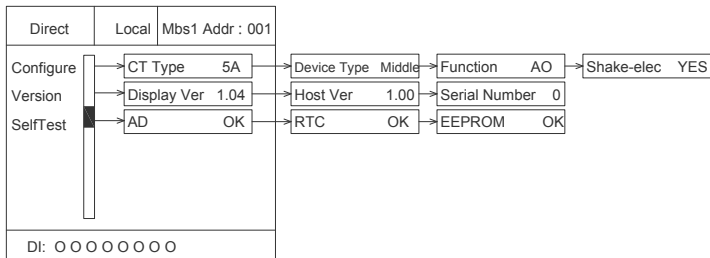 Direct Local Mbs1 Addr : 001
Configure CT Type 5A Device Type Middle Function AO Shake-elec YES
Version Display Ver 1.04 Host Ver 1.00 Serial Number 0
SelfTest AD OK RTC OK EEPROM OK
DI: O O O O O O O O